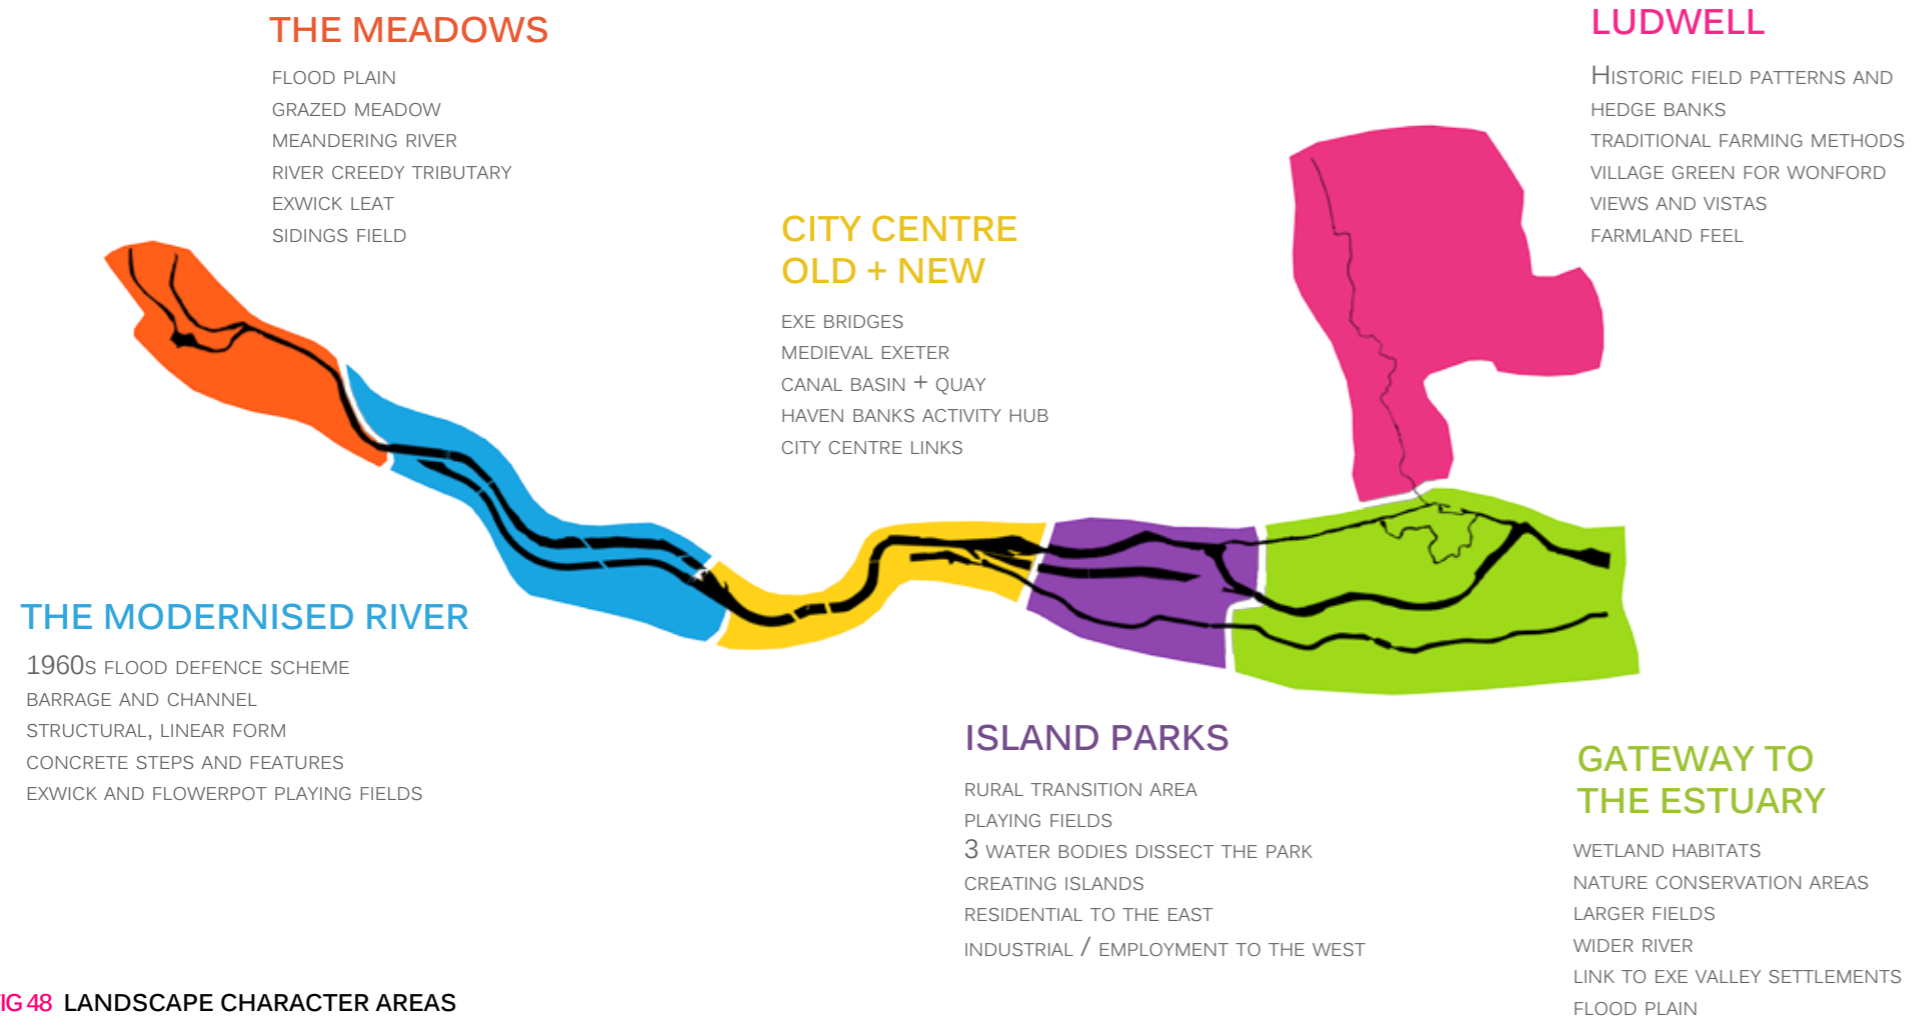 THE MEADOWS
FLOOD PLAIN
GRAZED MEADOW
MEANDERING RIVER
RIVER CREEDY TRIBUTARY
EXWICK LEAT
SIDINGS FIELD
LUDWELL
HISTORIC FIELD PATTERNS AND
HEDGE BANKS
TRADITIONAL FARMING METHODS
VILLAGE GREEN FOR WONFORD
VIEWS AND VISTAS
FARMLAND FEEL
CITY CENTRE
OLD + NEW
EXE BRIDGES
MEDIEVAL EXETER
CANAL BASIN + QUAY
HAVEN BANKS ACTIVITY HUB
CITY CENTRE LINKS
THE MODERNISED RIVER
1960S FLOOD DEFENCE SCHEME
BARRAGE AND CHANNEL
STRUCTURAL, LINEAR FORM
CONCRETE STEPS AND FEATURES
EXWICK AND FLOWERPOT PLAYING FIELDS
ISLAND PARKS
RURAL TRANSITION AREA
PLAYING FIELDS
3 WATER BODIES DISSECT THE PARK
CREATING ISLANDS
RESIDENTIAL TO THE EAST
INDUSTRIAL / EMPLOYMENT TO THE WEST
GATEWAY TO
THE ESTUARY
WETLAND HABITATS
NATURE CONSERVATION AREAS
LARGER FIELDS
WIDER RIVER
LINK TO EXE VALLEY SETTLEMENTS
FLOOD PLAIN
IG 48 LANDSCAPE CHARACTER AREAS